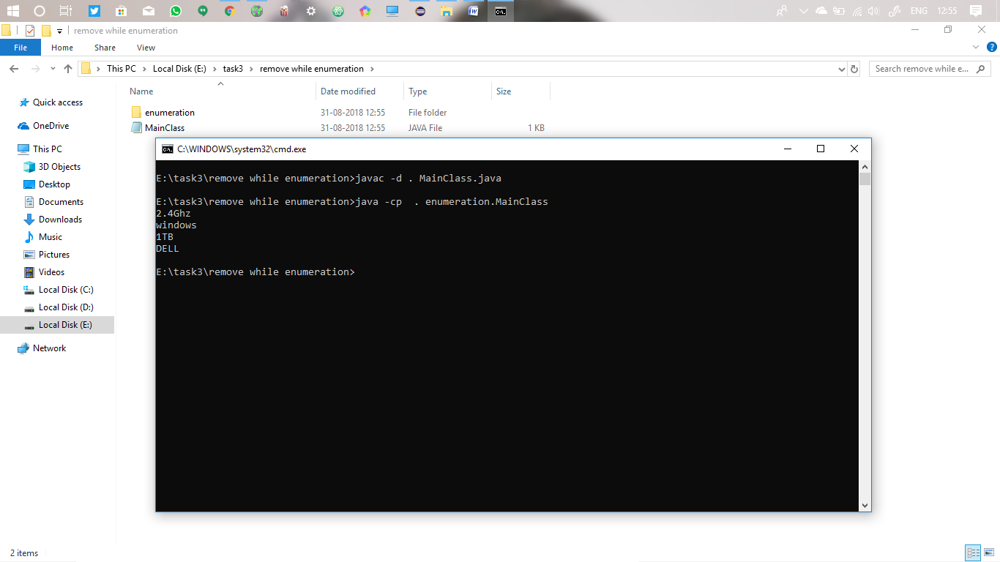 ENG 12:55
remove while enumeration
File Home Share View
This PC Local Disk (E:) task3 remove while enumeration
Search remove while e...
Name Date modified Type Size
enumeration 31-08-2018 12:55 File folder
MainClass 31-08-2018 12:55 JAVA File 1 KB
Quick access
OneDrive
This PC
3D Objects
Desktop
Documents
Downloads
Music
Pictures
Videos
Local Disk (C:)
Local Disk (D:)
Local Disk (E:)
Network
C:\WINDOWS\system32\cmd.exe
E:\task3\remove while enumeration>javac -d . MainClass.java
E:\task3\remove while enumeration>java -cp  . enumeration.MainClass
2.4Ghz
windows
1TB
DELL
E:\task3\remove while enumeration>
2 items